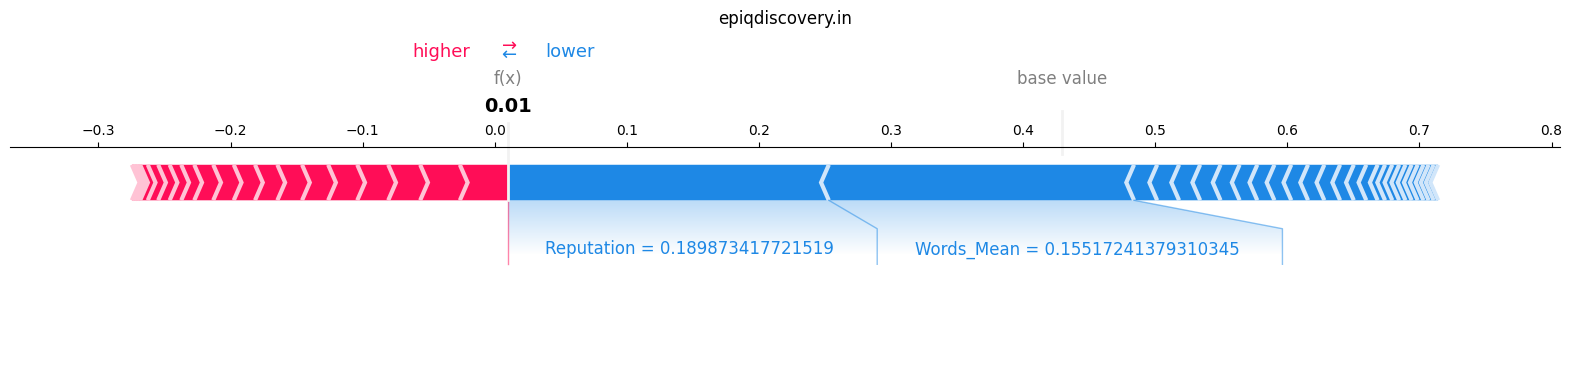 epiqdiscovery.in
higher → ← lower
f(x) base value
0.01
−0.3 −0.2 −0.1 0.0 0.1 0.2 0.3 0.4 0.5 0.6 0.7 0.8
Reputation = 0.189873417721519 Words_Mean = 0.15517241379310345